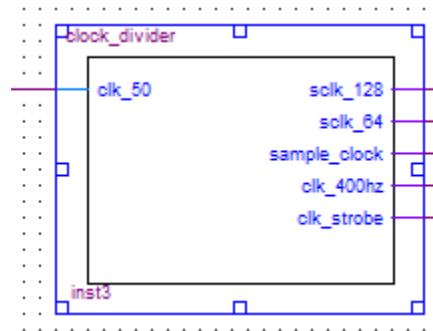 clock_divider
clk_50
sclk_128
sclk_64
sample_clock
clk_400hz
clk_strobe
inst3